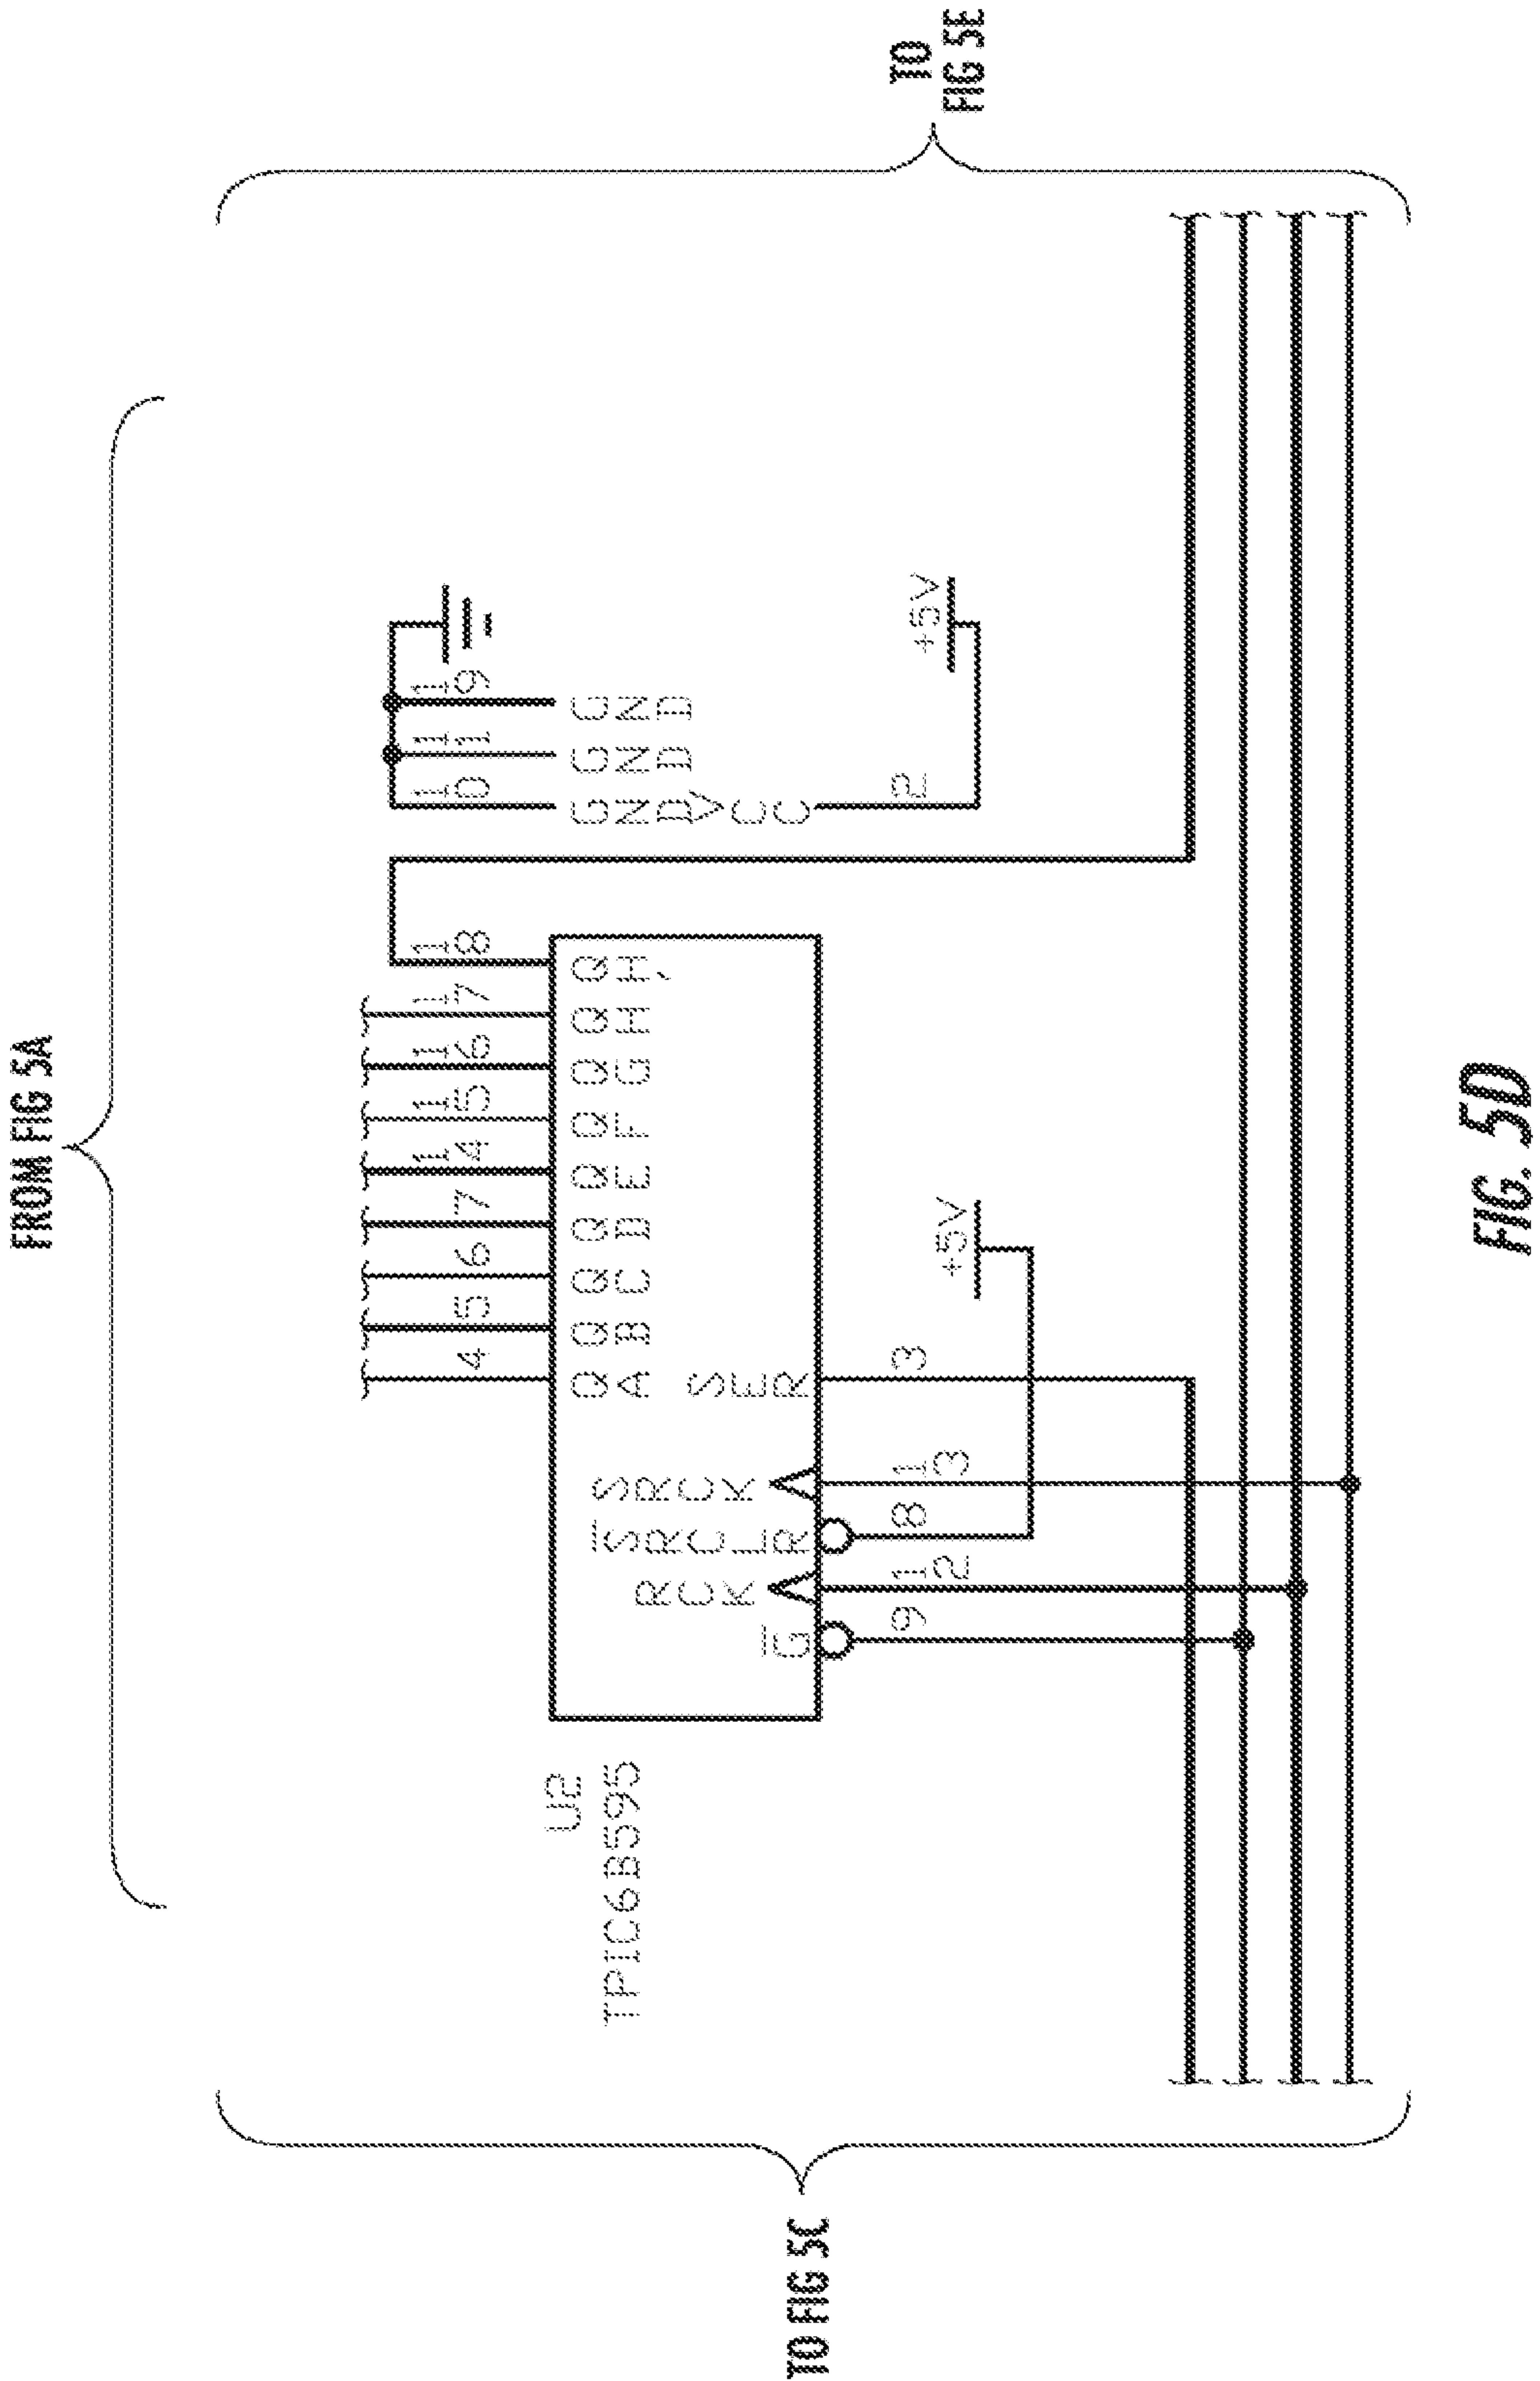 FROM FIG 5A
4 5 6 7 14 15 16 17 18 10 11 19
QA QB QC QD QE QF QG QH QH' GND GND GND
U2
TPIC6B595
G RCK SRCLR SRCK SER VCC
9 12 8 13 3 2
+5V +5V
TO FIG 5C
TO
FIG 5E
FIG. 5D